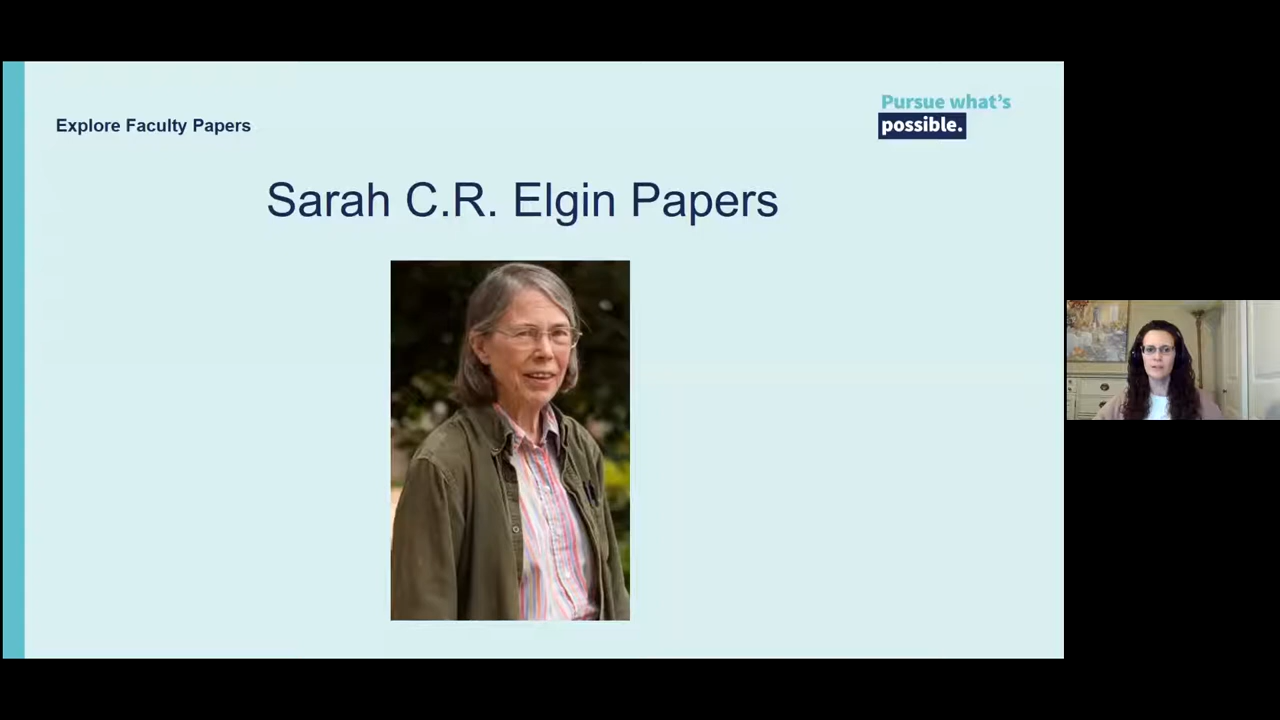 Explore Faculty Papers
Pursue what's
possible.
Sarah C.R. Elgin Papers